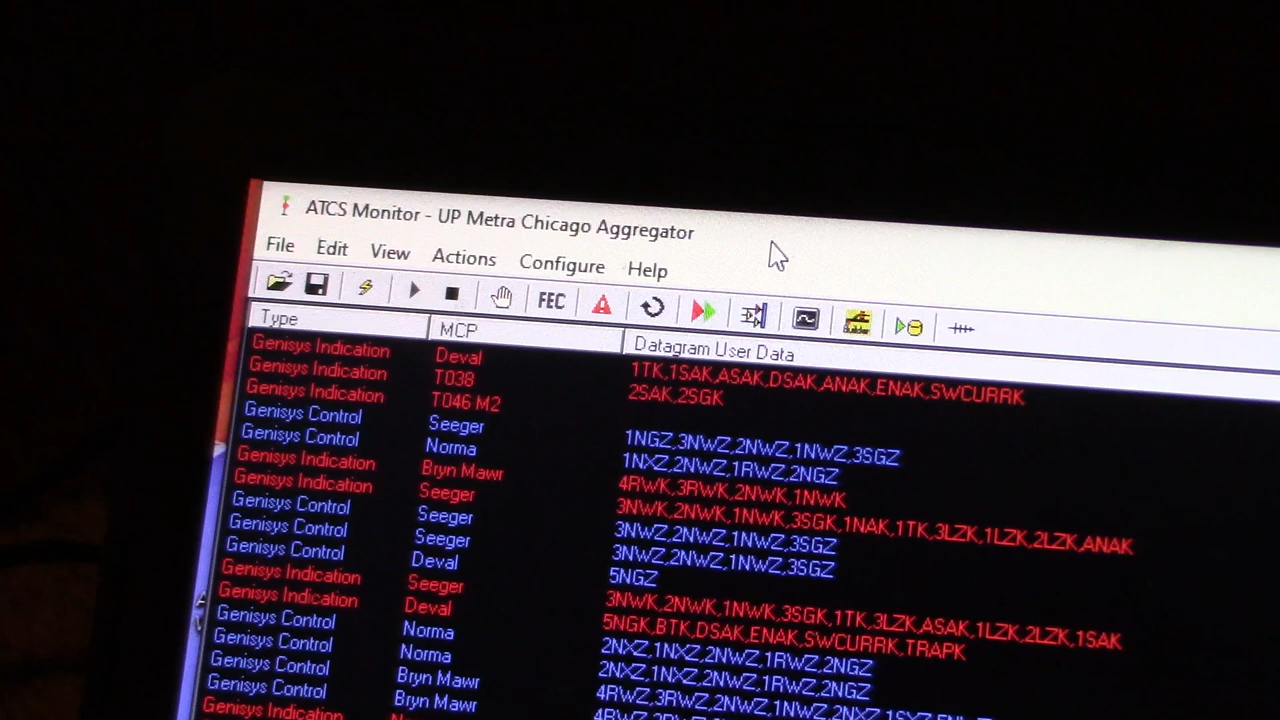 ATCS Monitor - UP Metra Chicago Aggregator
File Edit View Actions Configure Help
FEC
Type MCP Datagram User Data
Genisys Indication Deval 1TK,1SAK,ASAK,DSAK,ANAK,ENAK,SWCURRK
Genisys Indication T038 2SAK,2SGK
Genisys Indication T046 M2
Genisys Control Seeger 1NGZ,3NWZ,2NWZ,1NWZ,3SGZ
Genisys Control Norma 1NXZ,2NWZ,1RWZ,2NGZ
Genisys Indication Bryn Mawr 4RWK,3RWK,2NWK,1NWK
Genisys Indication Seeger 3NWK,2NWK,1NWK,3SGK,1NAK,1TK,3LZK,1LZK,2LZK,ANAK
Genisys Control Seeger 3NWZ,2NWZ,1NWZ,3SGZ
Genisys Control Seeger 3NWZ,2NWZ,1NWZ,3SGZ
Genisys Control Deval 5NGZ
Genisys Indication Seeger 3NWK,2NWK,1NWK,3SGK,1TK,3LZK,ASAK,1LZK,2LZK,1SAK
Genisys Indication Deval 5NGK,BTK,DSAK,ENAK,SWCURRK,TRAPK
Genisys Control Norma 2NXZ,1NXZ,2NWZ,1RWZ,2NGZ
Genisys Control Norma 2NXZ,1NXZ,2NWZ,1RWZ,2NGZ
Genisys Control Bryn Mawr 4RWZ,3RWZ,2NWZ,1NWZ,2NXZ,1SXZ
Genisys Control Bryn Mawr
Genisys Indication